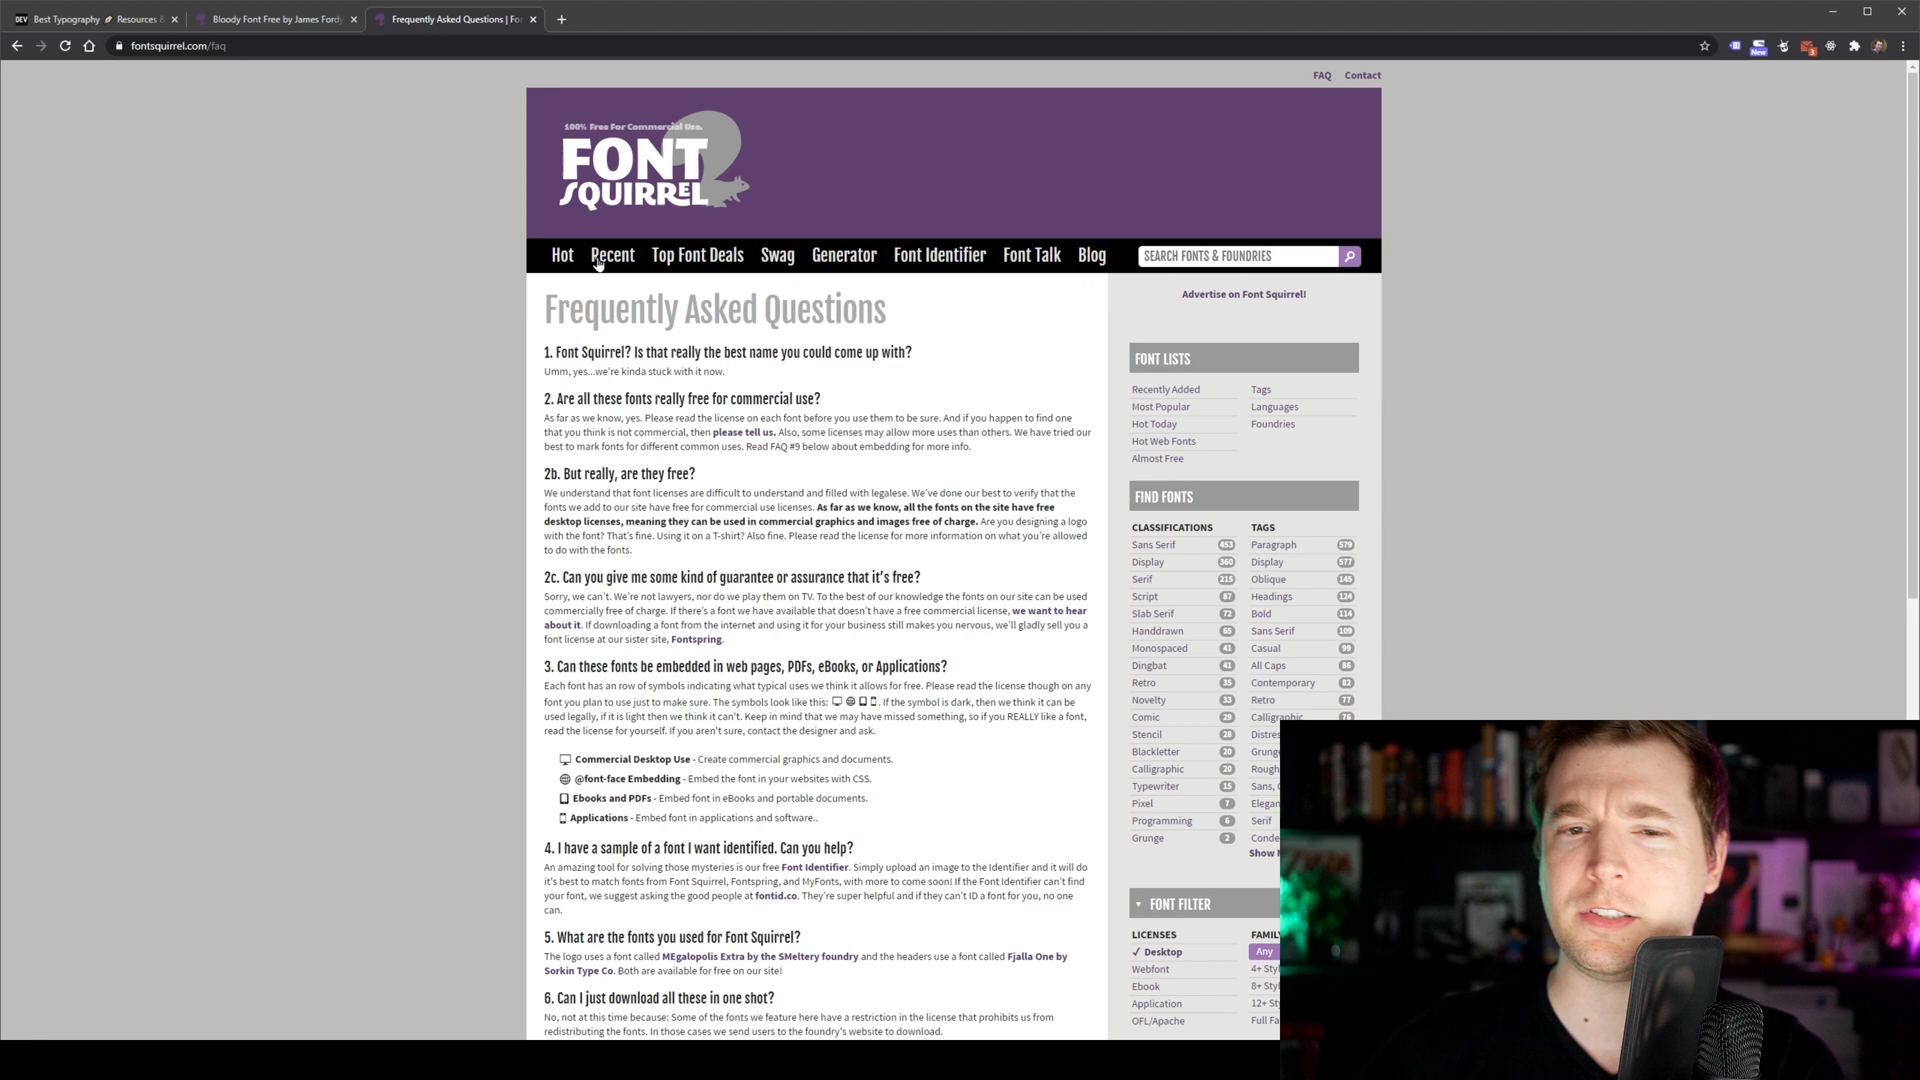 DEV Best Typography 🖋 Resources
Bloody Font Free by James Fordy
Frequently Asked Questions | Fo
fontsquirrel.com/faq
New
3
FAQ Contact
100% Free For Commercial Use.
FONT
SQUIRREL
Hot Recent Top Font Deals Swag Generator Font Identifier Font Talk Blog SEARCH FONTS & FOUNDRIES
Frequently Asked Questions
1. Font Squirrel? Is that really the best name you could come up with?
Umm, yes...we're kinda stuck with it now.
2. Are all these fonts really free for commercial use?
As far as we know, yes. Please read the license on each font before you use them to be sure. And if you happen to find one
that you think is not commercial, then please tell us. Also, some licenses may allow more uses than others. We have tried our
best to mark fonts for different common uses. Read FAQ #9 below about embedding for more info.
2b. But really, are they free?
We understand that font licenses are difficult to understand and filled with legalese. We've done our best to verify that the
fonts we add to our site have free for commercial use licenses. As far as we know, all the fonts on the site have free
desktop licenses, meaning they can be used in commercial graphics and images free of charge. Are you designing a logo
with the font? That's fine. Using it on a T-shirt? Also fine. Please read the license for more information on what you're allowed
to do with the fonts.
2c. Can you give me some kind of guarantee or assurance that it's free?
Sorry, we can't. We're not lawyers, nor do we play them on TV. To the best of our knowledge the fonts on our site can be used
commercially free of charge. If there's a font we have available that doesn't have a free commercial license, we want to hear
about it. If downloading a font from the internet and using it for your business still makes you nervous, we'll gladly sell you a
font license at our sister site, Fontspring.
3. Can these fonts be embedded in web pages, PDFs, eBooks, or Applications?
Each font has an row of symbols indicating what typical uses we think it allows for free. Please read the license though on any
font you plan to use just to make sure. The symbols look like this: . If the symbol is dark, then we think it can be
used legally, if it is light then we think it can't. Keep in mind that we may have missed something, so if you REALLY like a font,
read the license for yourself. If you aren't sure, contact the designer and ask.
Commercial Desktop Use - Create commercial graphics and documents.
@font-face Embedding - Embed the font in your websites with CSS.
Ebooks and PDFs - Embed font in eBooks and portable documents.
Applications - Embed font in applications and software..
4. I have a sample of a font I want identified. Can you help?
An amazing tool for solving those mysteries is our free Font Identifier. Simply upload an image to the Identifier and it will do
it's best to match fonts from Font Squirrel, Fontspring, and MyFonts, with more to come soon! If the Font Identifier can't find
your font, we suggest asking the good people at fontid.co. They're super helpful and if they can't ID a font for you, no one
can.
5. What are the fonts you used for Font Squirrel?
The logo uses a font called MEgalopolis Extra by the SMeltery foundry and the headers use a font called Fjalla One by
Sorkin Type Co. Both are available for free on our site!
6. Can I just download all these in one shot?
No, not at this time because: Some of the fonts we feature here have a restriction in the license that prohibits us from
redistributing the fonts. In those cases we send users to the foundry's website to download.
Advertise on Font Squirrel!
FONT LISTS
Recently Added Tags
Most Popular Languages
Hot Today Foundries
Hot Web Fonts
Almost Free
FIND FONTS
CLASSIFICATIONS TAGS
Sans Serif 453 Paragraph 579
Display 360 Display 577
Serif 215 Oblique 145
Script 87 Headings 124
Slab Serif 72 Bold 114
Handdrawn 65 Sans Serif 109
Monospaced 41 Casual 99
Dingbat 41 All Caps 86
Retro 35 Contemporary 82
Novelty 33 Retro 77
Comic 29 Calligraphic 76
Stencil 28 Distres
Blackletter 20 Grunge
Calligraphic 20 Rough
Typewriter 15 Sans,
Pixel 7 Elegan
Programming 6 Serif
Grunge 2 Conde
Show
FONT FILTER
LICENSES FAMI
✓ Desktop Any
Webfont 4+ Sty
Ebook 8+ Sty
Application 12+ St
OFL/Apache Full Fa